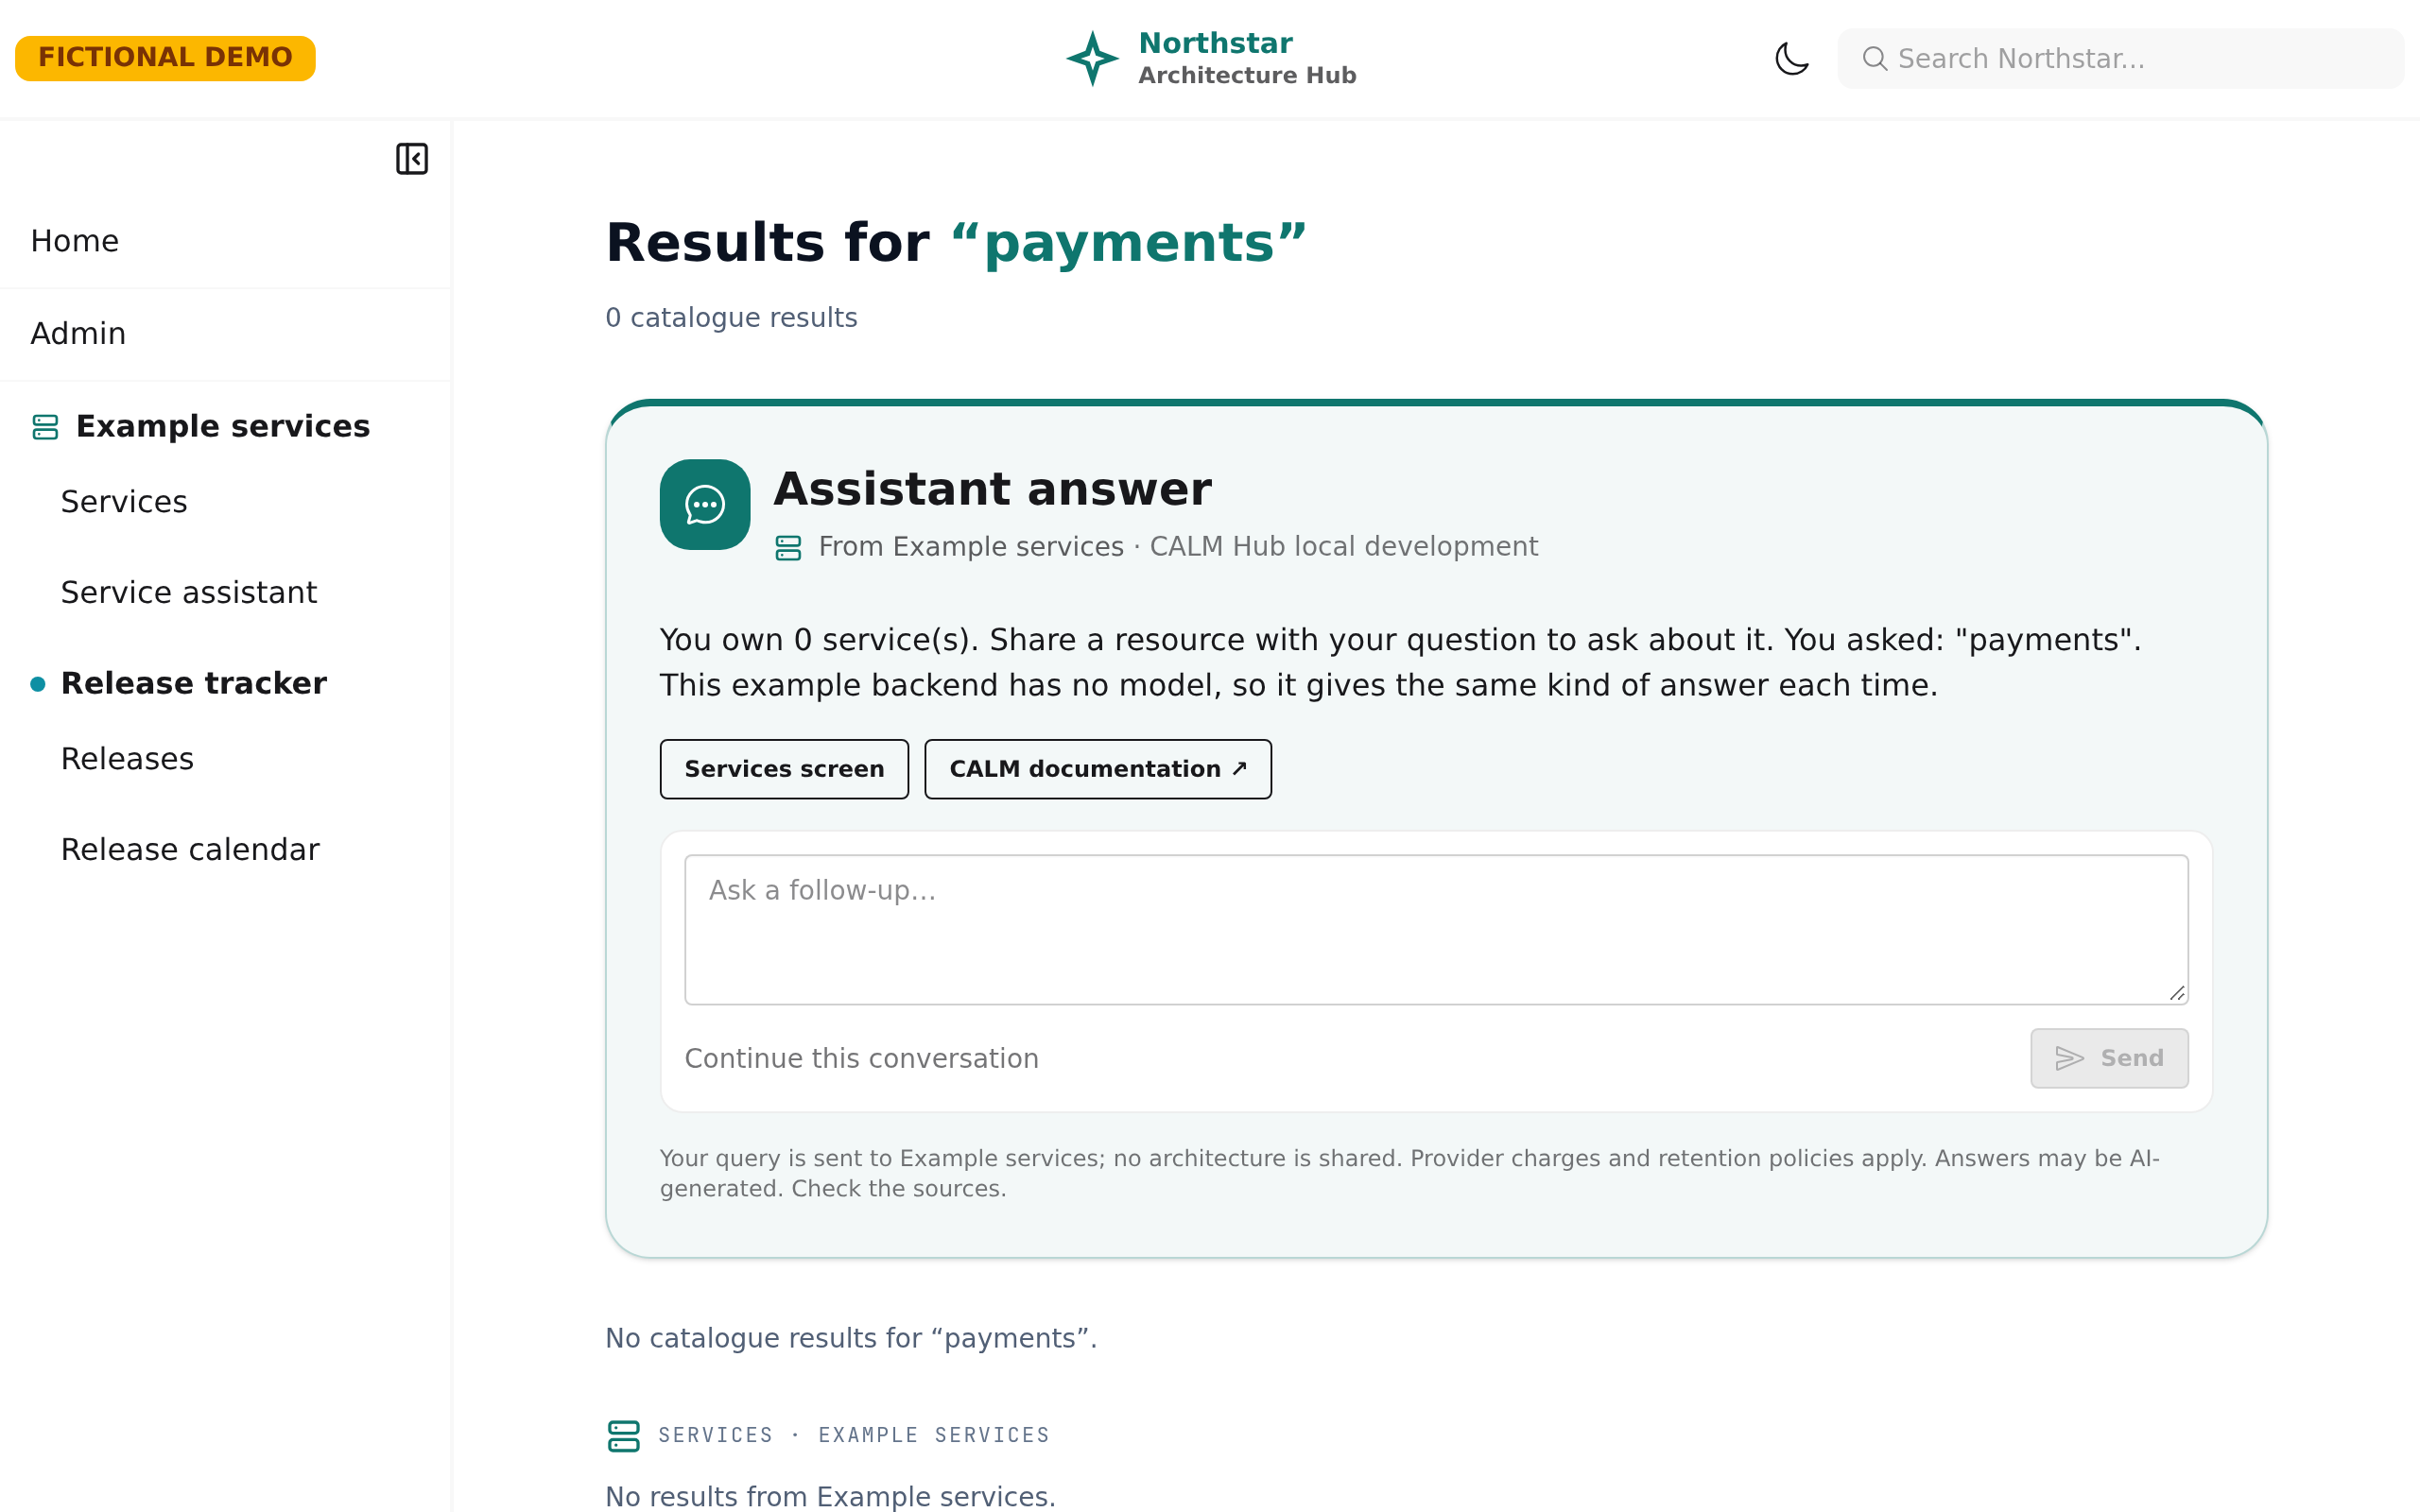 FICTIONAL DEMO
Northstar
Architecture Hub
Search Northstar...
Home
Admin
Example services
Services
Service assistant
Release tracker
Releases
Release calendar
Results for “payments”
0 catalogue results
Assistant answer
From Example services · CALM Hub local development
You own 0 service(s). Share a resource with your question to ask about it. You asked: "payments".
This example backend has no model, so it gives the same kind of answer each time.
Services screen
CALM documentation ↗
Ask a follow-up...
Continue this conversation
Send
Your query is sent to Example services; no architecture is shared. Provider charges and retention policies apply. Answers may be AI-
generated. Check the sources.
No catalogue results for “payments”.
SERVICES · EXAMPLE SERVICES
No results from Example services.